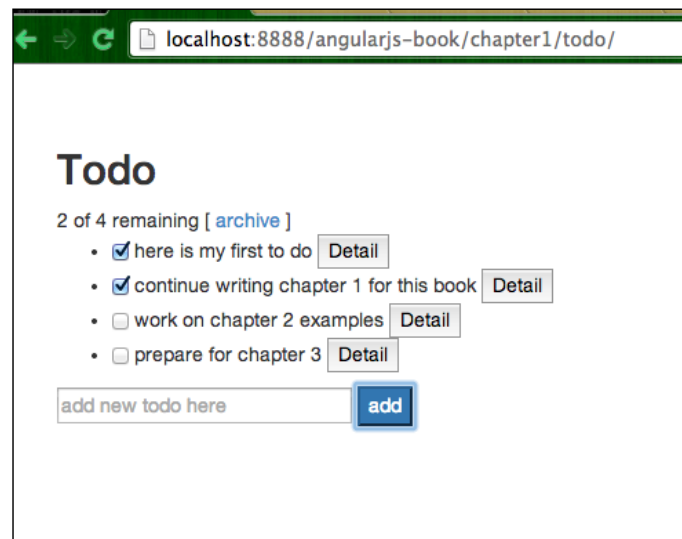 localhost:8888/angularjs-book/chapter1/todo/
Todo
2 of 4 remaining [ archive ]
here is my first to do Detail
continue writing chapter 1 for this book Detail
work on chapter 2 examples Detail
prepare for chapter 3 Detail
add new todo here add